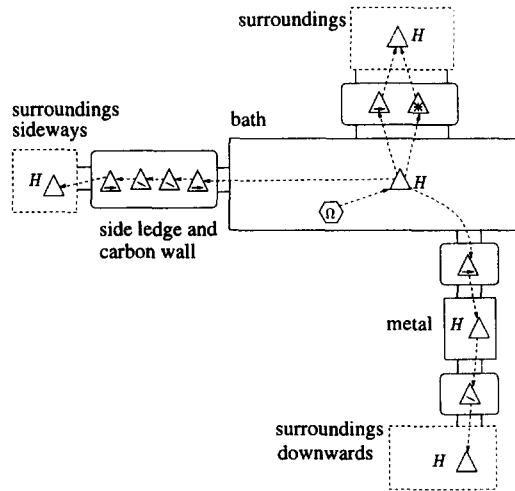 surroundings
H
surroundings
sideways
bath
H
H
Ω
side ledge and
carbon wall
metal
H
surroundings
downwards
H